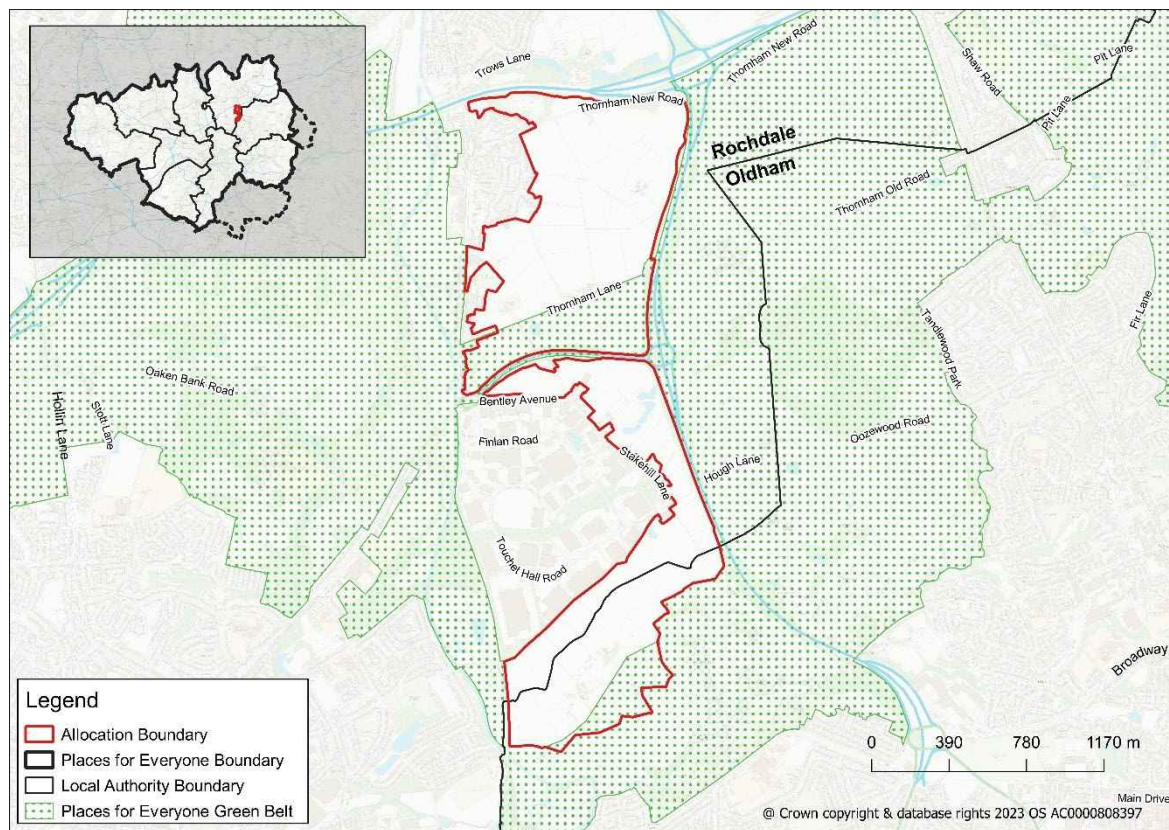 Trows Lane
Thornham New Road
Thornham New Road
Shaw Road
Pit Lane
Pit Lane
Rochdale
Oldham
Thornham Old Road
Thornham Lane
Tandlewood Park
Fir Lane
Oaken Bank Road
Hollin Lane
Stott Lane
Bentley Avenue
Finlan Road
Stakehill Lane
Oozewood Road
Hough Lane
Touchet Hall Road
Broadway
Legend
Allocation Boundary
Places for Everyone Boundary
Local Authority Boundary
Places for Everyone Green Belt
0 390 780 1170 m
Main Drive
@ Crown copyright & database rights 2023 OS AC0000808397